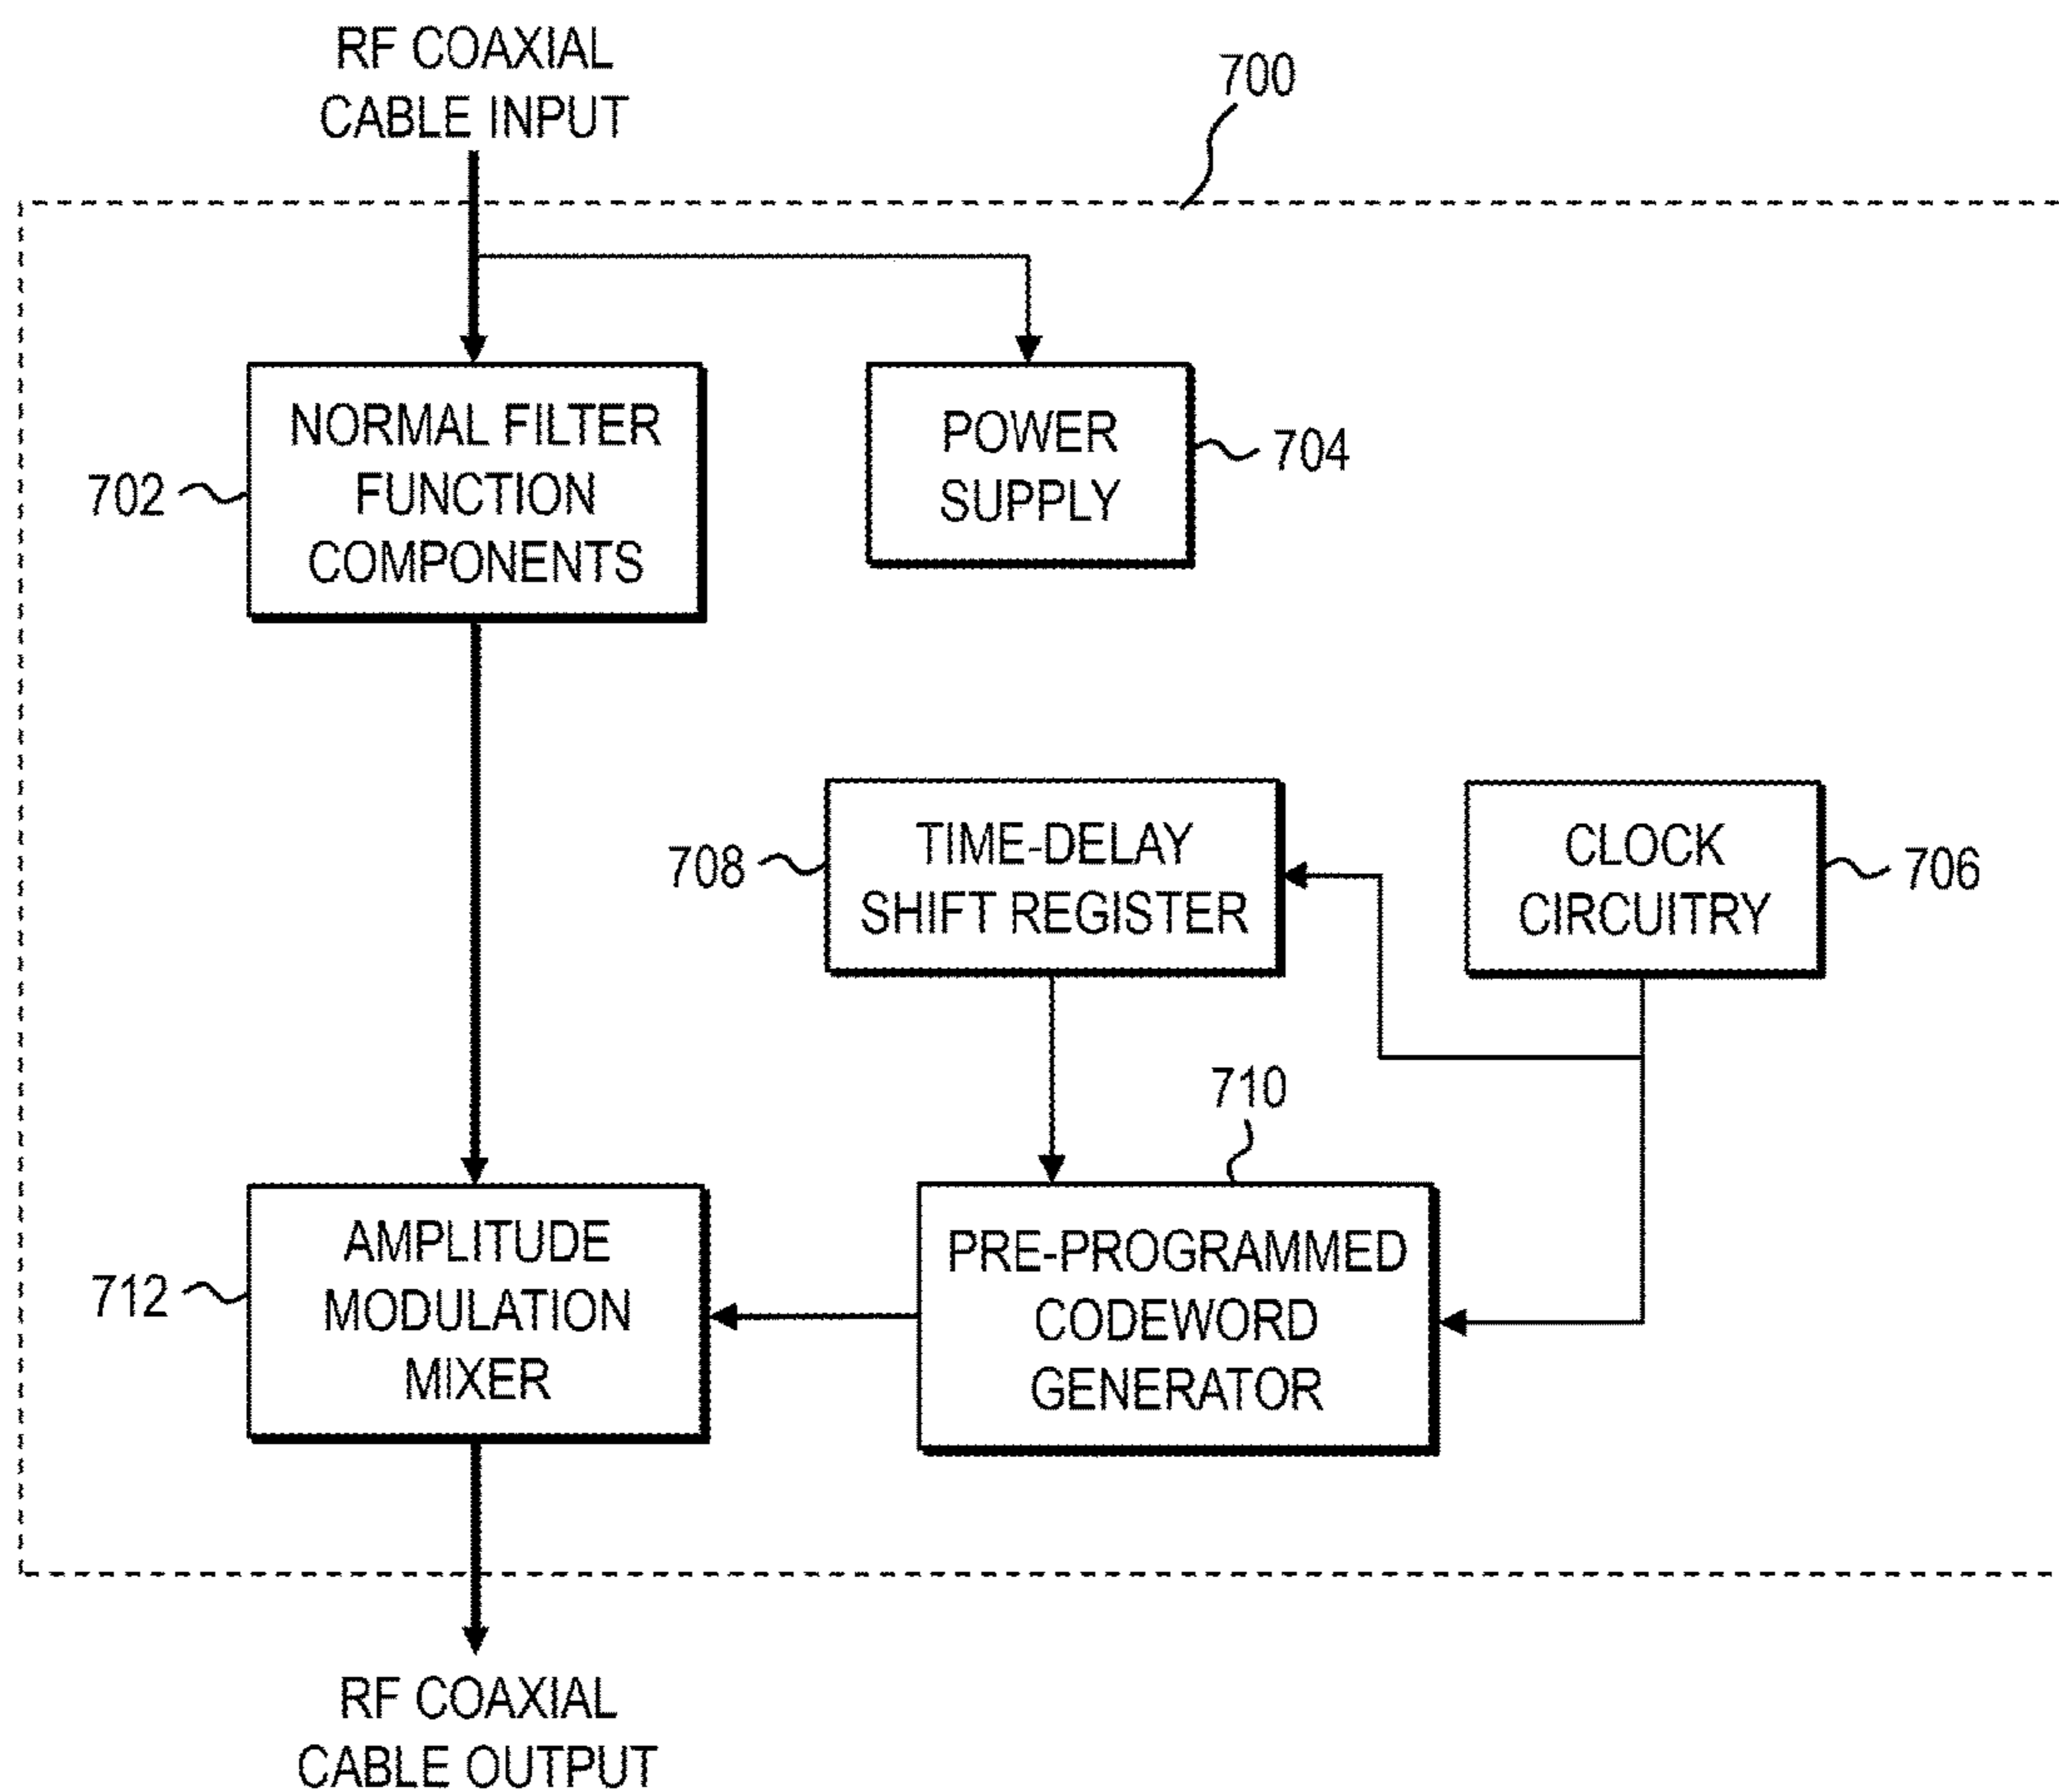 RF COAXIAL
CABLE INPUT
700
NORMAL FILTER
FUNCTION
COMPONENTS
702
POWER
SUPPLY
704
TIME-DELAY
SHIFT REGISTER
708
CLOCK
CIRCUITRY
706
710
AMPLITUDE
MODULATION
MIXER
712
PRE-PROGRAMMED
CODEWORD
GENERATOR
RF COAXIAL
CABLE OUTPUT